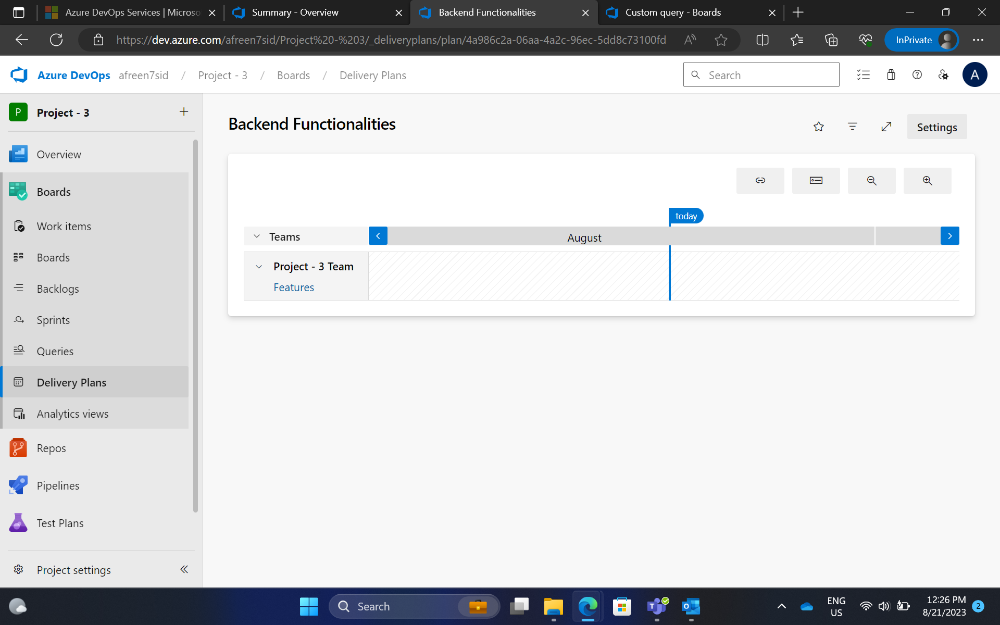 Azure DevOps Services | Microso
Summary - Overview
Backend Functionalities
Custom query - Boards
https://dev.azure.com/afreen7sid/Project%20-%203/_deliveryplans/plan/4a986c2a-06aa-4a2c-96ec-5dd8c73100fd
InPrivate
Azure DevOps
afreen7sid / Project - 3 / Boards / Delivery Plans
Search
A
P
Project - 3
Overview
Boards
Work items
Boards
Backlogs
Sprints
Queries
Delivery Plans
Analytics views
Repos
Pipelines
Test Plans
Project settings
Backend Functionalities
Settings
today
Teams
August
Project - 3 Team
Features
Search
ENG
US
12:26 PM
8/21/2023
2